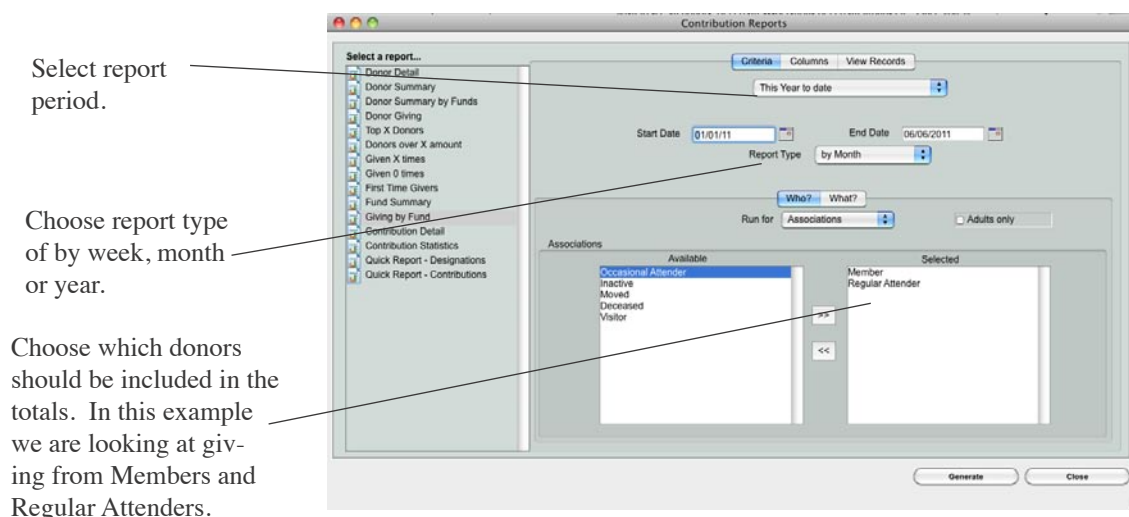 Contribution Reports
Select report
period.
Choose report type
of by week, month
or year.
Choose which donors
should be included in the
totals. In this example
we are looking at giv-
ing from Members and
Regular Attenders.
Select a report...
Donor Detail
Donor Summary
Donor Summary by Funds
Donor Giving
Top X Donors
Donors over X amount
Given X times
Given 0 times
First Time Givers
Fund Summary
Giving by Fund
Contribution Detail
Contribution Statistics
Quick Report - Designations
Quick Report - Contributions
Criteria Columns View Records
This Year to date
Start Date 01/01/11 End Date 06/06/2011
Report Type by Month
Who? What?
Run for Associations Adults only
Associations
Available Selected
Occasional Attender
Inactive
Moved
Deceased
Visitor
>>
<<
Member
Regular Attender
Generate Close